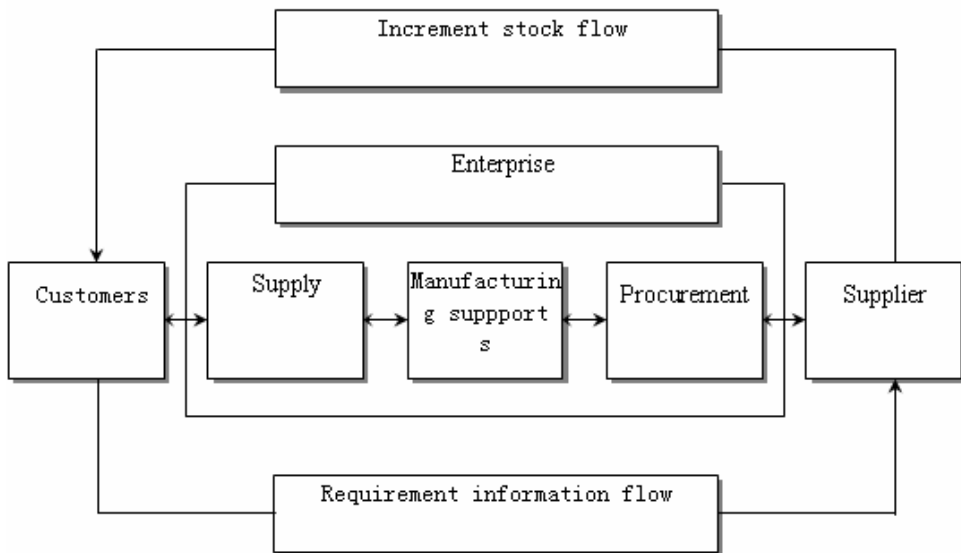 Increment stock flow
Enterprise
Customers
Supply
Manufacturin
g suppport
s
Procurement
Supplier
Requirement information flow